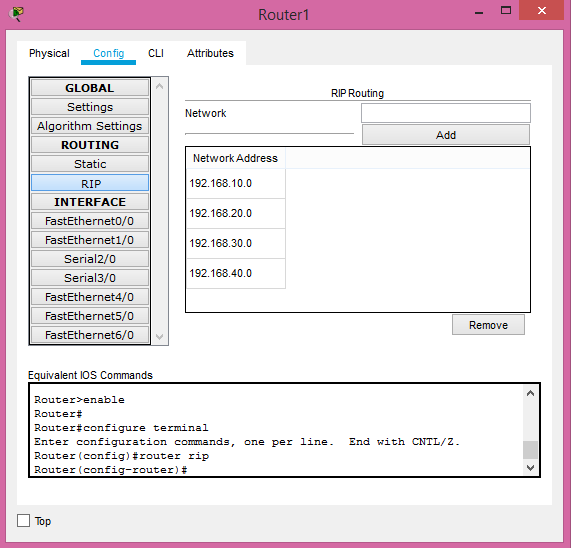 Router1
Physical Config CLI Attributes
GLOBAL
Settings
Algorithm Settings
ROUTING
Static
RIP
INTERFACE
FastEthernet0/0
FastEthernet1/0
Serial2/0
Serial3/0
FastEthernet4/0
FastEthernet5/0
FastEthernet6/0
RIP Routing
Network
Add
Network Address
192.168.10.0
192.168.20.0
192.168.30.0
192.168.40.0
Remove
Equivalent IOS Commands
Router>enable
Router#
Router#configure terminal
Enter configuration commands, one per line.  End with CNTL/Z.
Router(config)#router rip
Router(config-router)#
Top